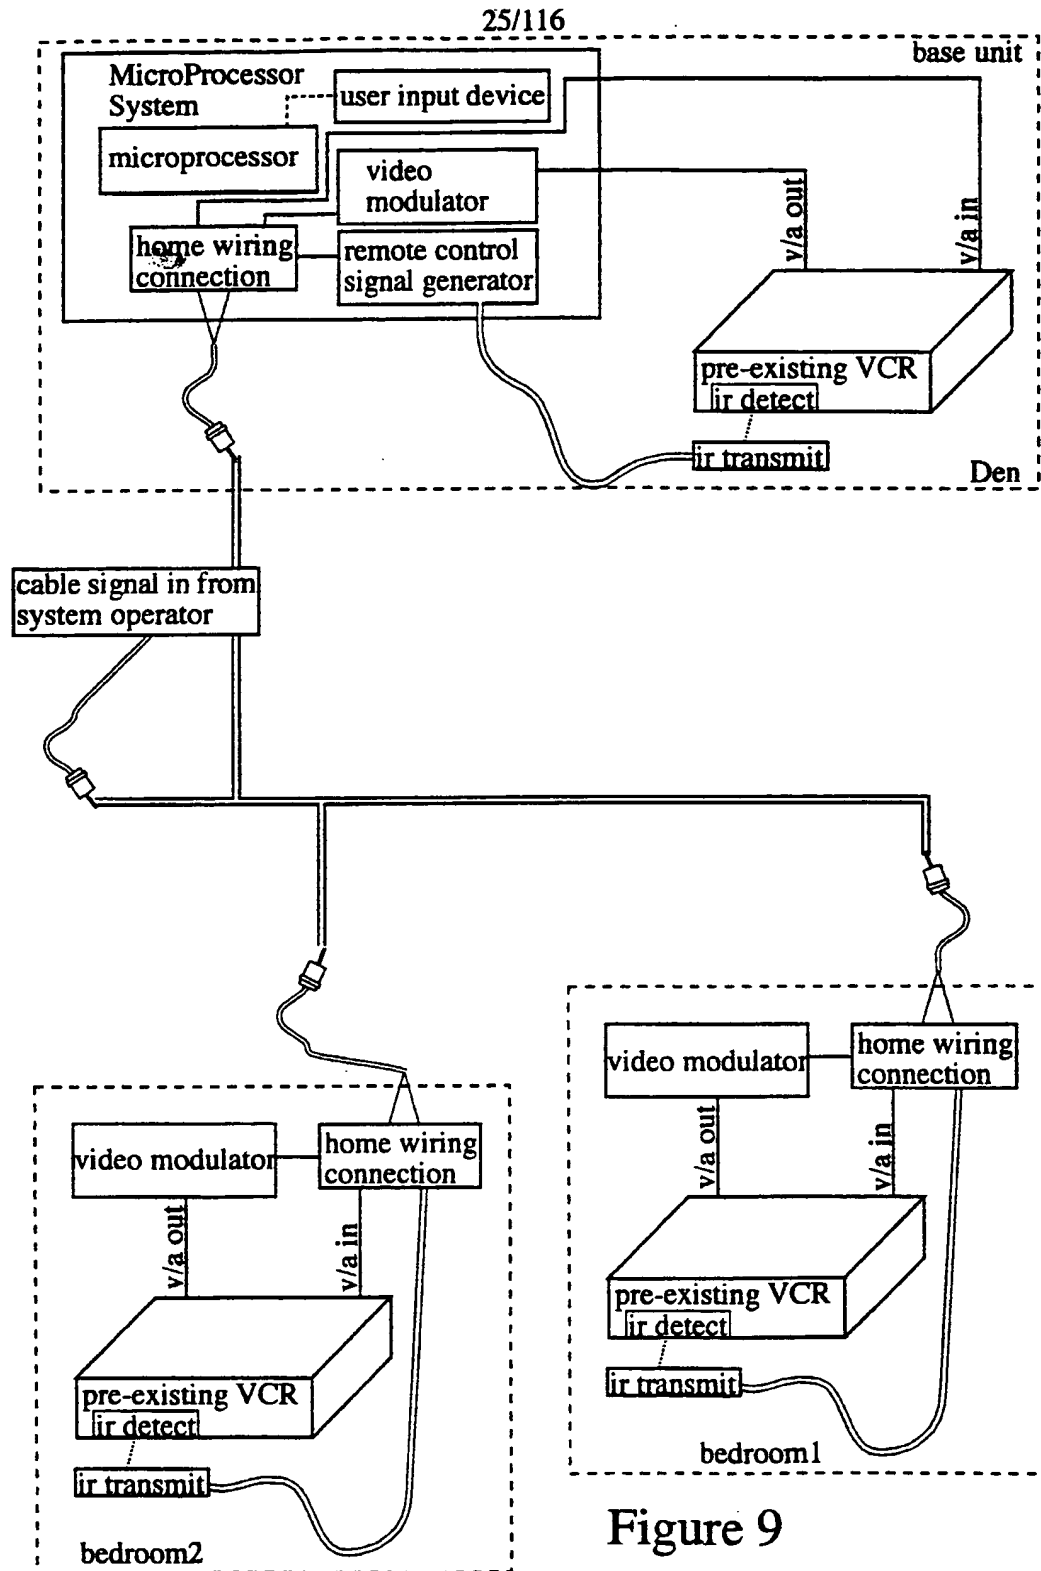 25/116
base unit
MicroProcessor
System
user input device
microprocessor
video
modulator
home wiring
connection
remote control
signal generator
v/a out
v/a in
pre-existing VCR
ir detect
ir transmit
Den
cable signal in from
system operator
video modulator
home wiring
connection
v/a out
v/a in
pre-existing VCR
ir detect
ir transmit
bedroom1
video modulator
home wiring
connection
v/a out
v/a in
pre-existing VCR
ir detect
ir transmit
bedroom2
Figure 9